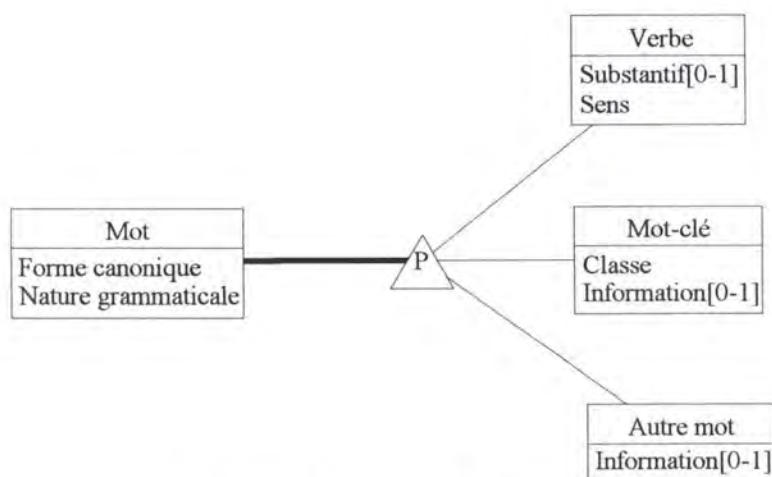 Verbe
Substantif[0-1]
Sens
Mot
Forme canonique
Nature grammaticale
P
Mot-clé
Classe
Information[0-1]
Autre mot
Information[0-1]